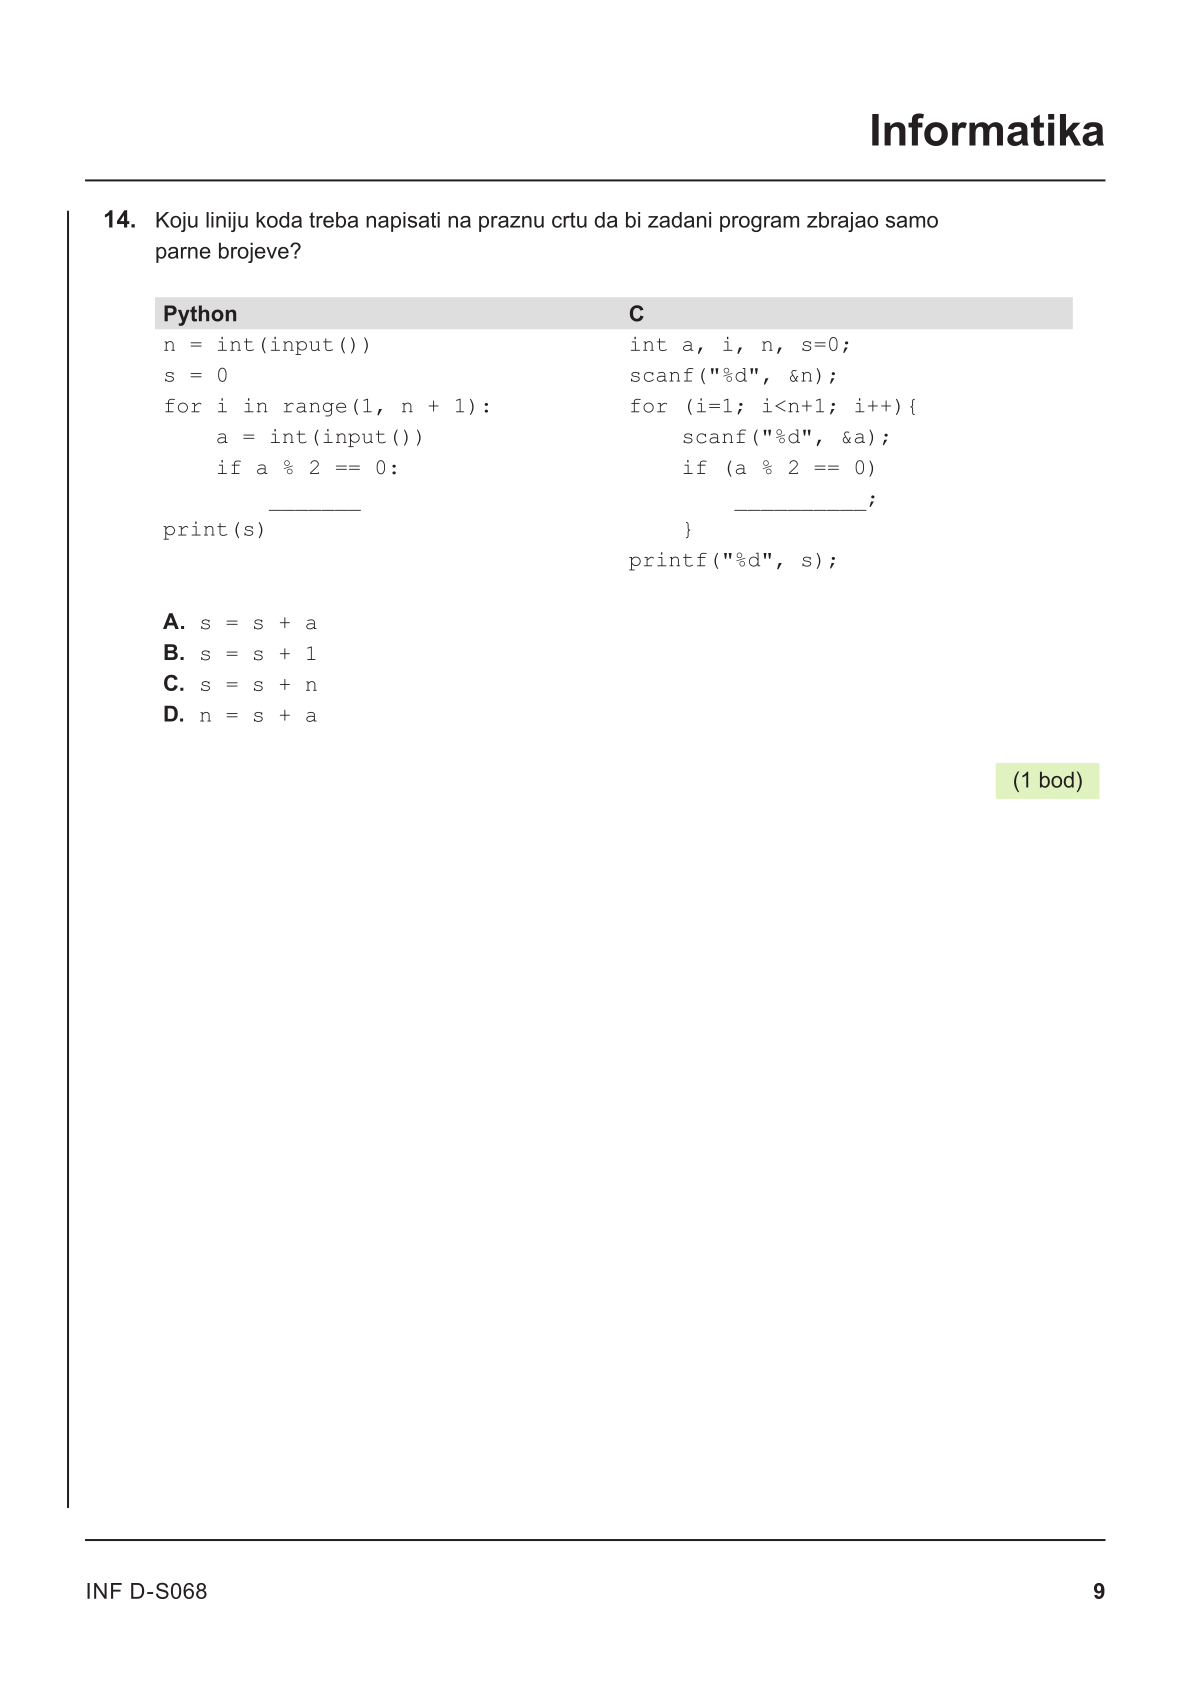 Informatika
14. Koju liniju koda treba napisati na praznu crtu da bi zadani program zbrajao samo
parne brojeve?
Python C
n = int(input()) int a, i, n, s=0;
s = 0 scanf("%d", &n);
for i in range(1, n + 1): for (i=1; i<n+1; i++){
    a = int(input())     scanf("%d", &a);
    if a % 2 == 0:     if (a % 2 == 0)
        _______         __________;
print(s)     }
printf("%d", s);
A. s = s + a
B. s = s + 1
C. s = s + n
D. n = s + a
(1 bod)
INF D-S068 9